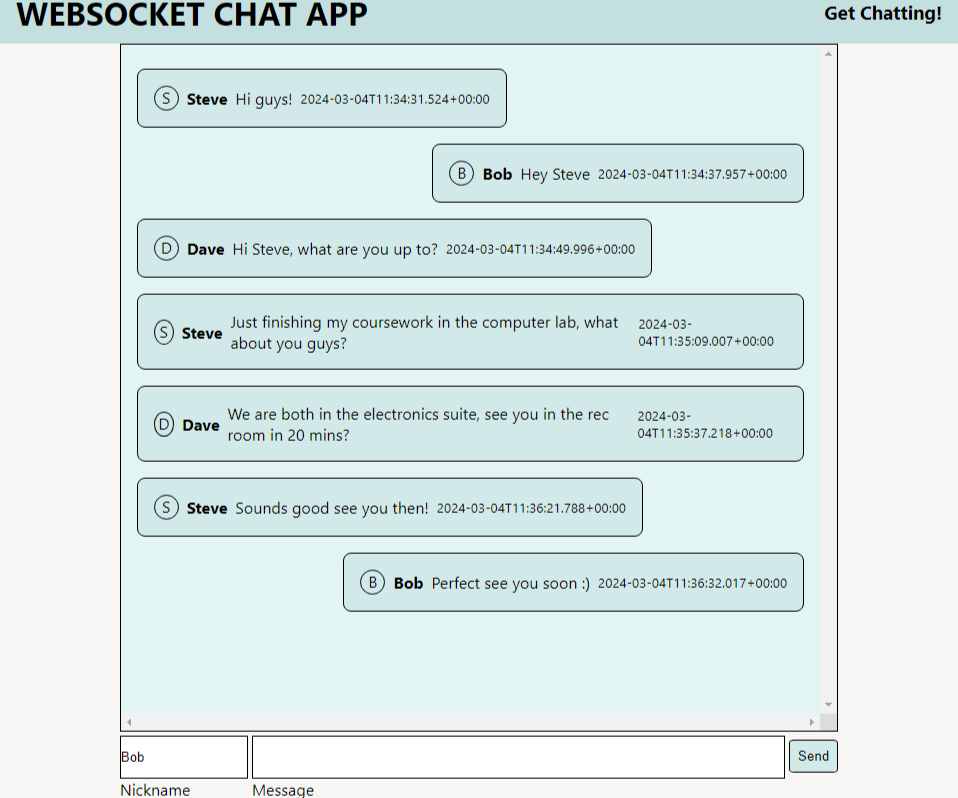 WEBSOCKET CHAT APP
Get Chatting!
S Steve Hi guys! 2024-03-04T11:34:31.524+00:00
B Bob Hey Steve 2024-03-04T11:34:37.957+00:00
D Dave Hi Steve, what are you up to? 2024-03-04T11:34:49.996+00:00
S Steve
Just finishing my coursework in the computer lab, what
about you guys?
2024-03-
04T11:35:09.007+00:00
D Dave
We are both in the electronics suite, see you in the rec
room in 20 mins?
2024-03-
04T11:35:37.218+00:00
S Steve Sounds good see you then! 2024-03-04T11:36:21.788+00:00
B Bob Perfect see you soon :) 2024-03-04T11:36:32.017+00:00
Bob
Send
Nickname
Message